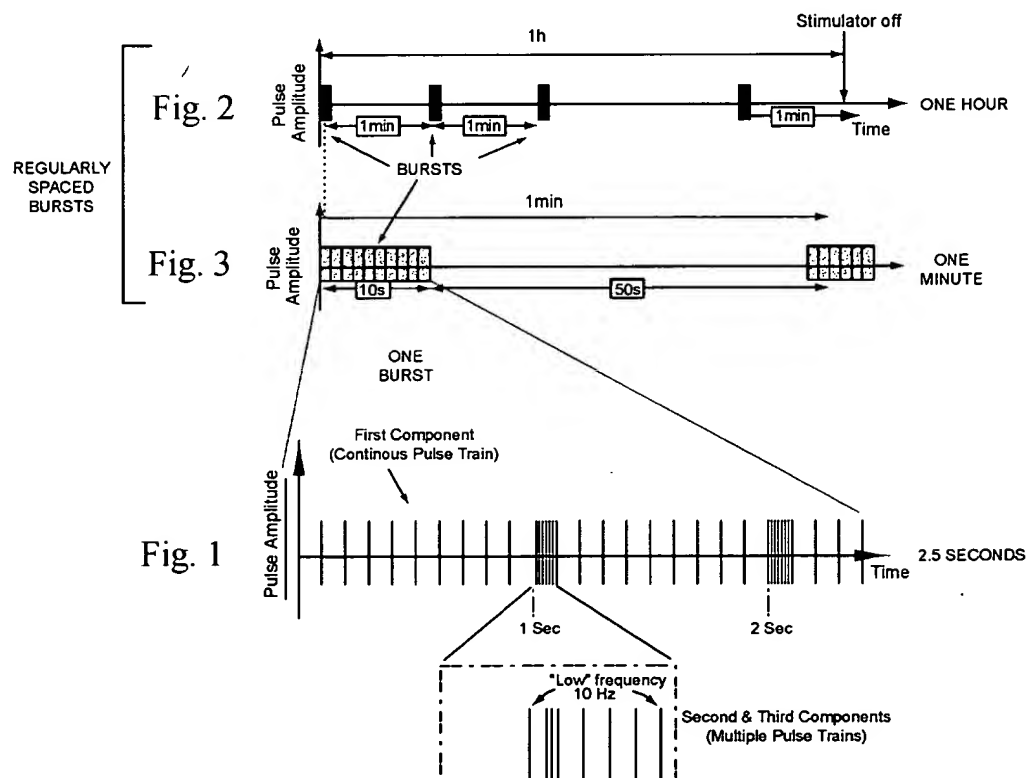 Stimulator off
1h
Fig. 2
Pulse
Amplitude
ONE HOUR
1min
1min
1min
Time
BURSTS
REGULARLY
SPACED
BURSTS
1min
Fig. 3
Pulse
Amplitude
ONE
MINUTE
10s
50s
ONE
BURST
First Component
(Continous Pulse Train)
Pulse Amplitude
Fig. 1
2.5 SECONDS
Time
1 Sec
2 Sec
"Low" frequency
10 Hz
Second & Third Components
(Multiple Pulse Trains)